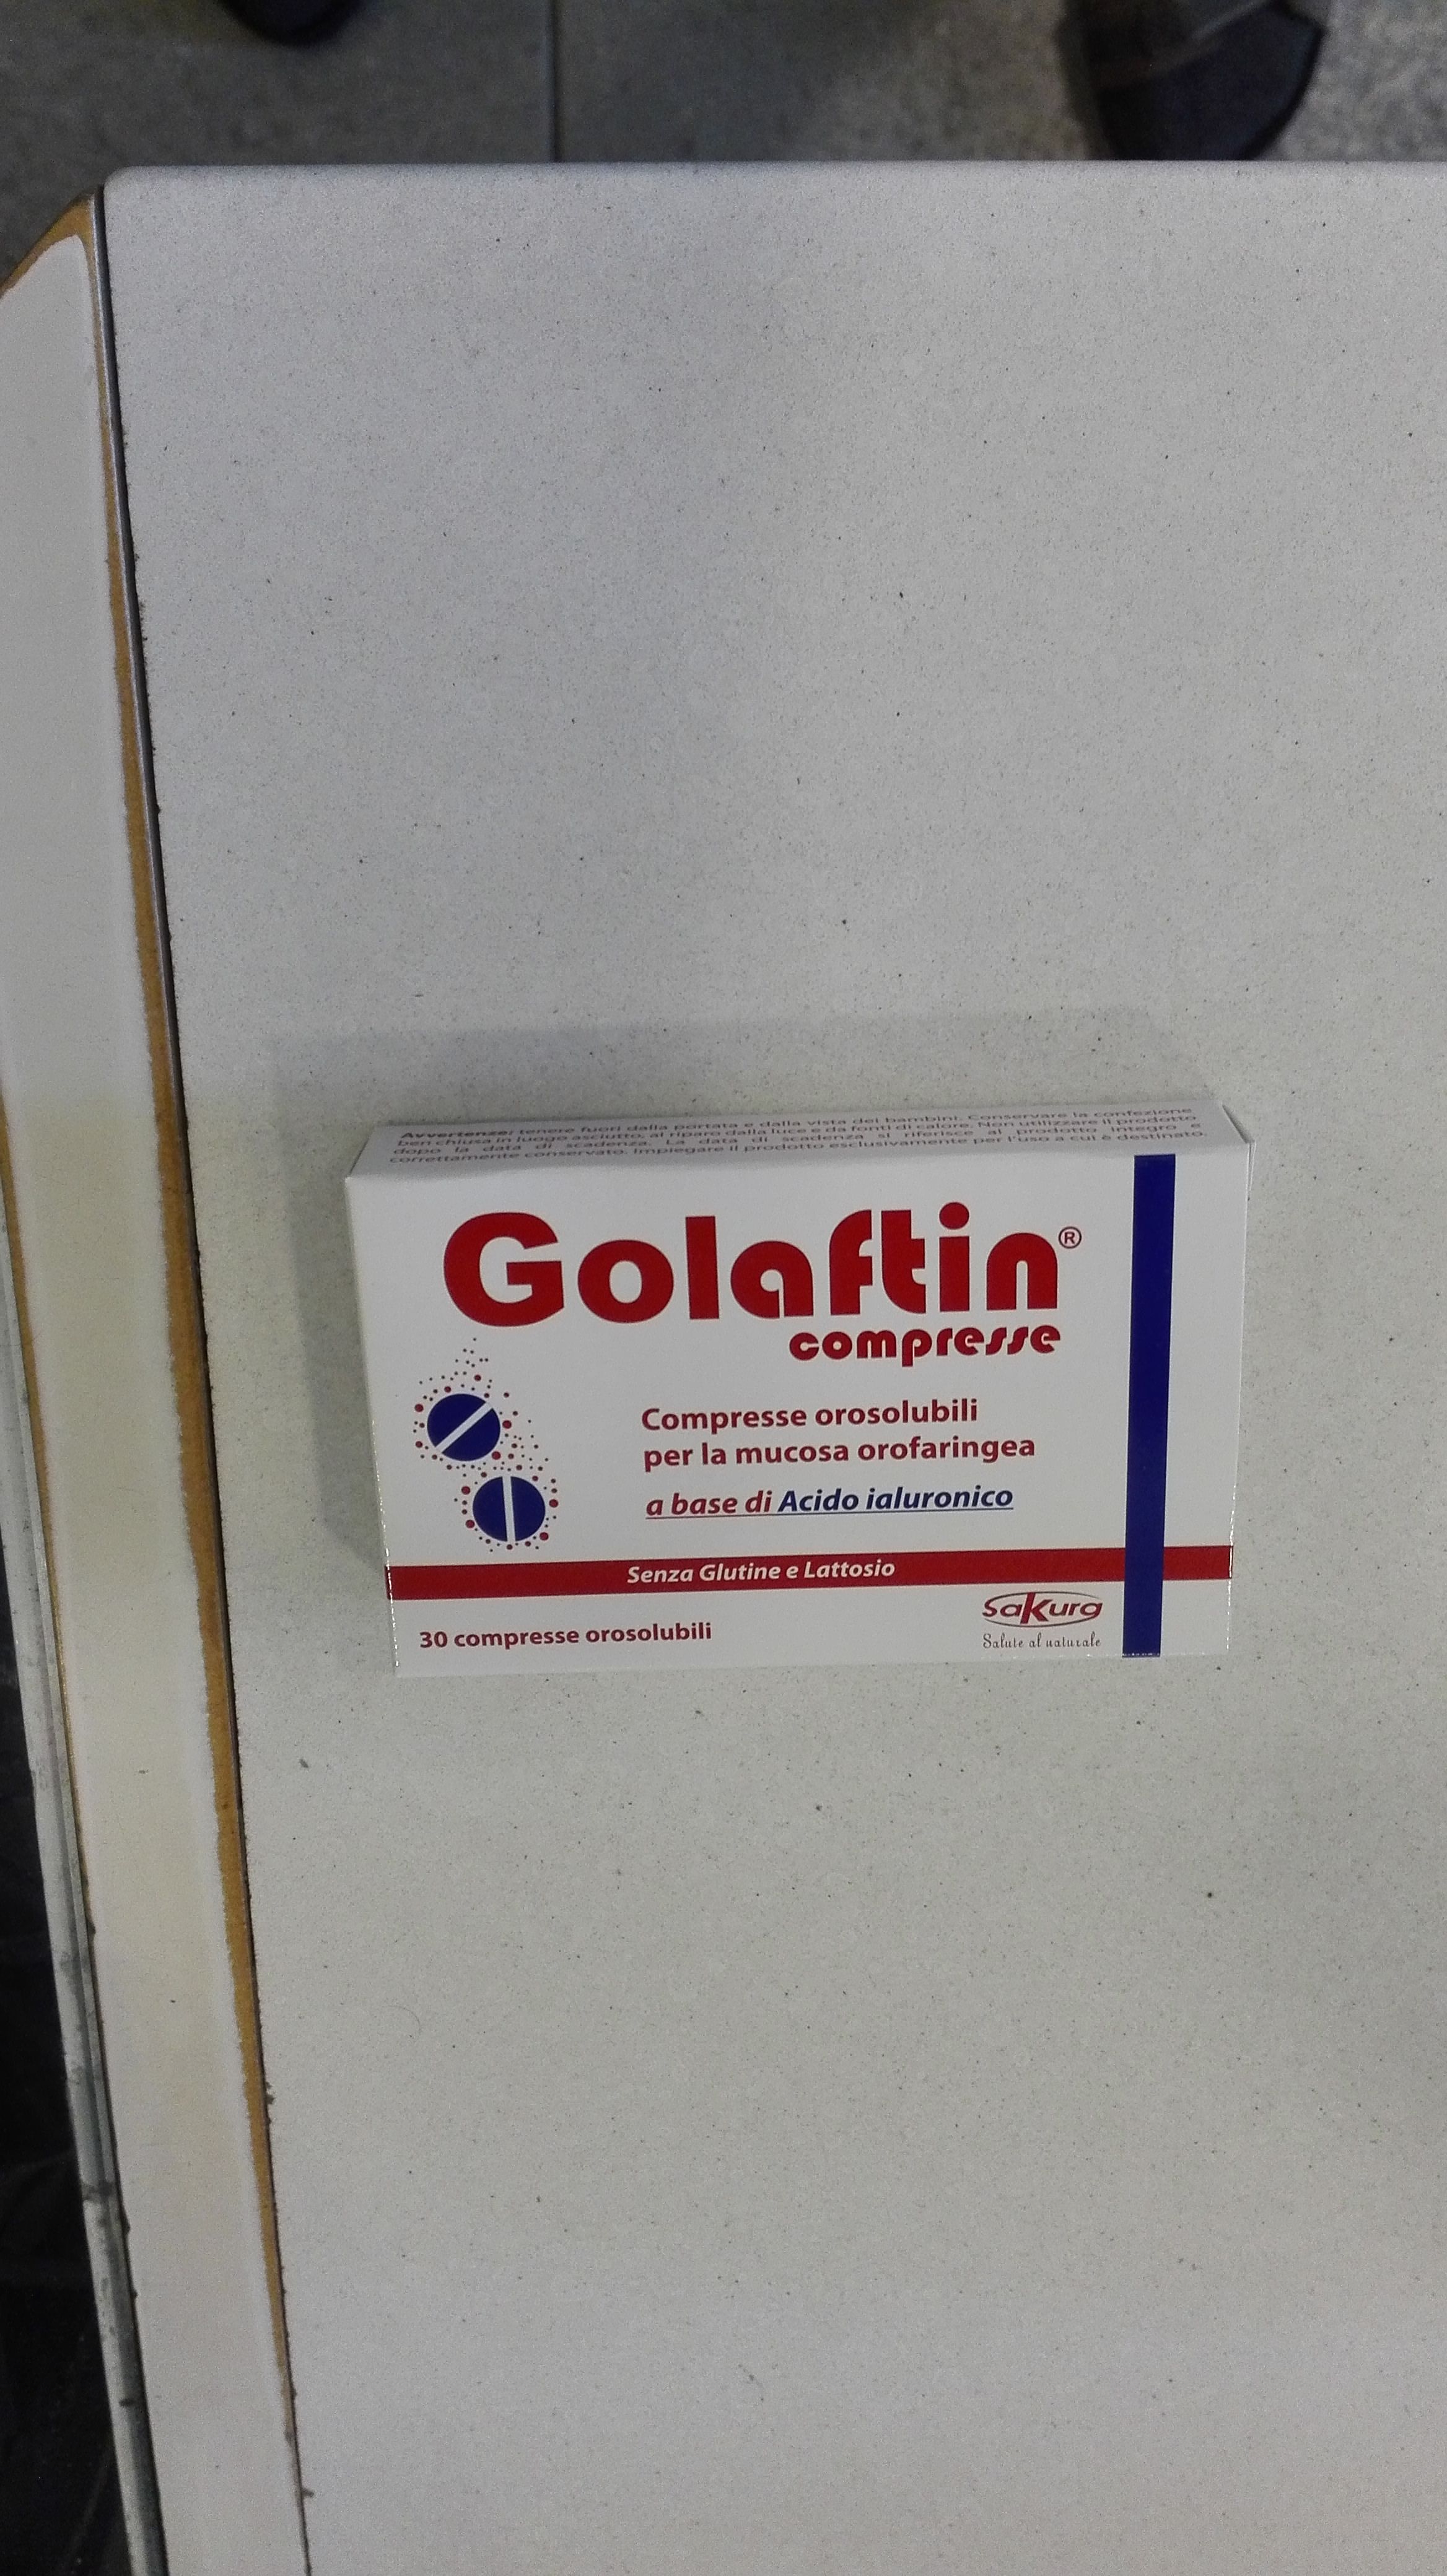 Avvertenze: tenere fuori dalla portata e dalla vista dei bambini. Conservare la confezione
ben chiusa in luogo asciutto, al riparo dalla luce e da fonti di calore. Non utilizzare il prodotto
dopo la data di scadenza. La data di scadenza si riferisce al prodotto integro e
correttamente conservato. Impiegare il prodotto esclusivamente per l'uso a cui è destinato.
Golaftin®
compresse
Compresse orosolubili
per la mucosa orofaringea
a base di Acido ialuronico
Senza Glutine e Lattosio
30 compresse orosolubili
Sakura
Salute al naturale